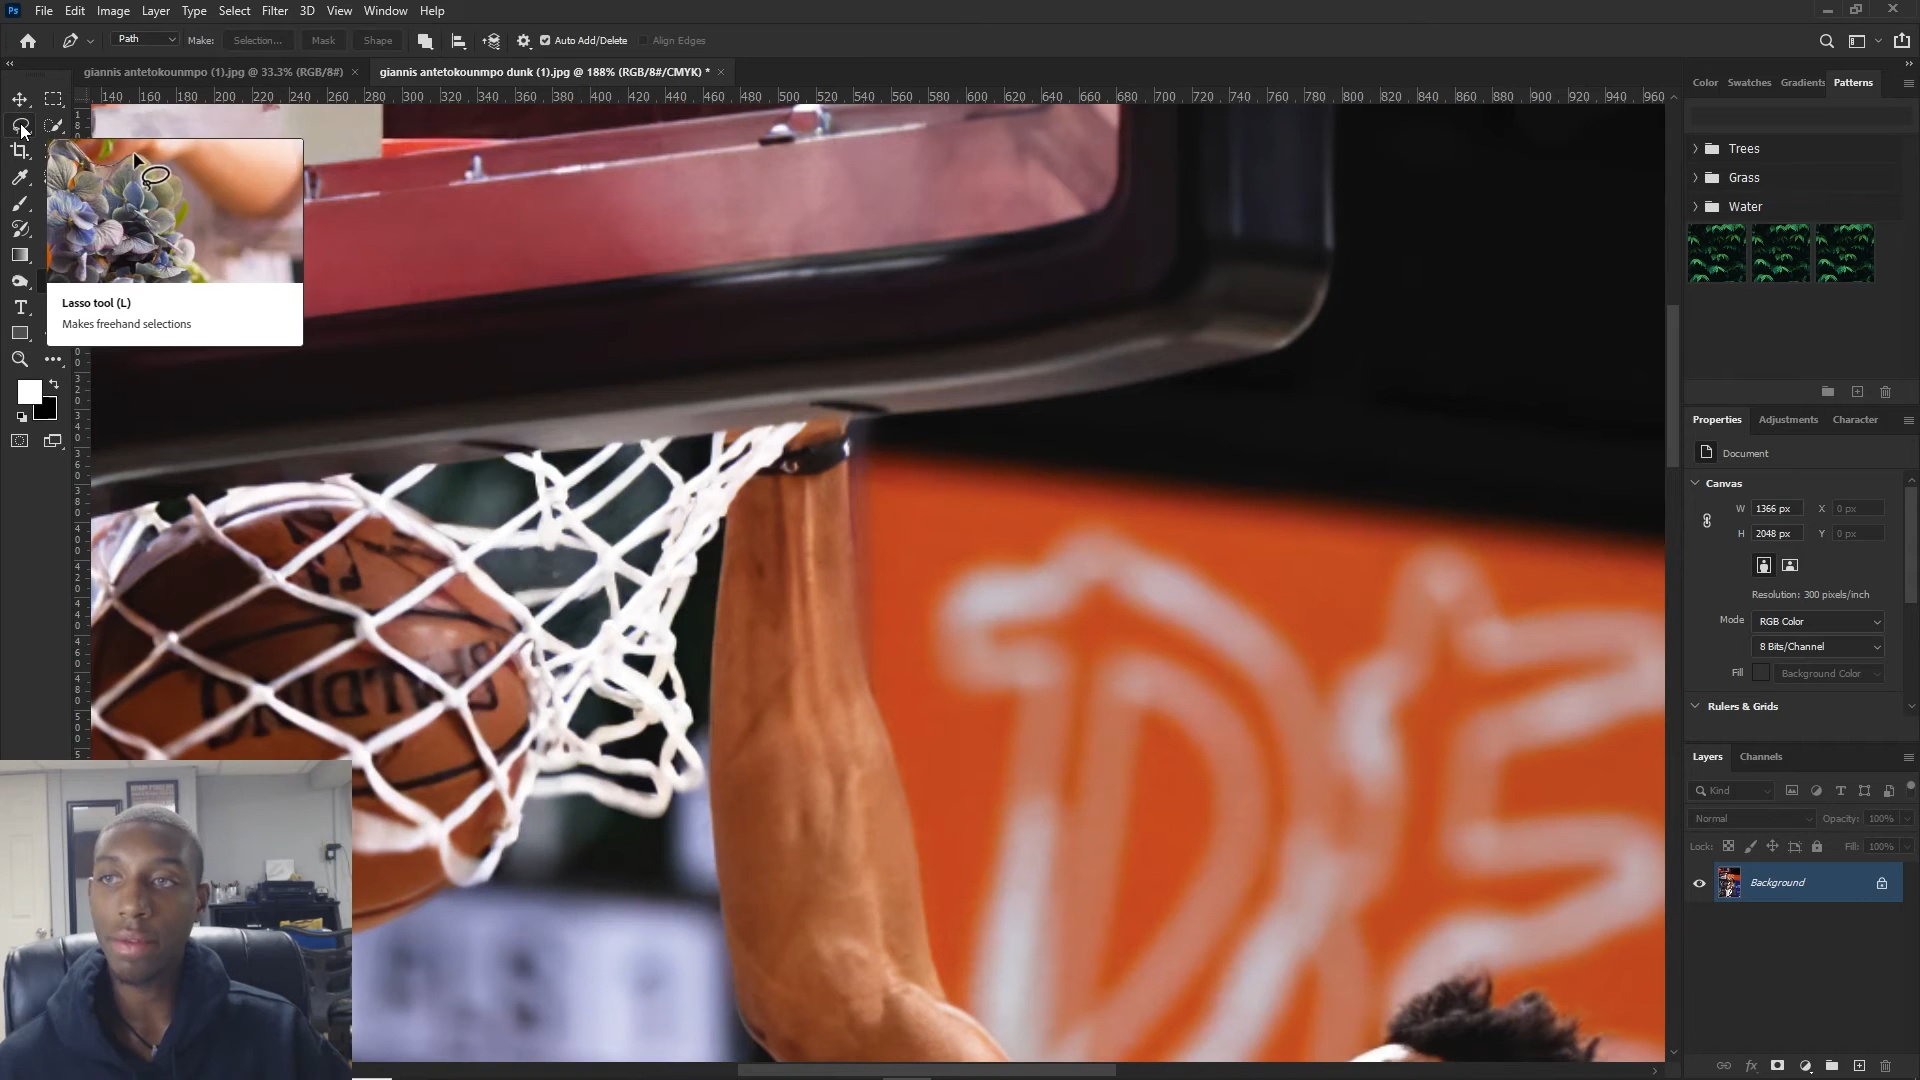 Ps File Edit Image Layer Type Select Filter 3D View Window Help
Path Make: Selection... Mask Shape Auto Add/Delete Align Edges
giannis antetokounmpo (1).jpg @ 33.3% (RGB/8#) × giannis antetokounmpo dunk (1).jpg @ 188% (RGB/8#/CMYK) * ×
140 160 180 200 220 240 260 280 300 320 340 360 380 400 420 440 460 480 500 520 540 560 580 600 620 640 660 680 700 720 740 760 780 800 820 840 860 880 900 920 940 960
Lasso tool (L)
Makes freehand selections
SPALDING
Color Swatches Gradients Patterns
Trees
Grass
Water
Properties Adjustments Character
Document
Canvas
W 1366 px X 0 px
H 2048 px Y 0 px
Resolution: 300 pixels/inch
Mode RGB Color
8 Bits/Channel
Fill Background Color
Rulers & Grids
Layers Channels
Kind
Normal Opacity: 100%
Lock: Fill: 100%
Background
fx